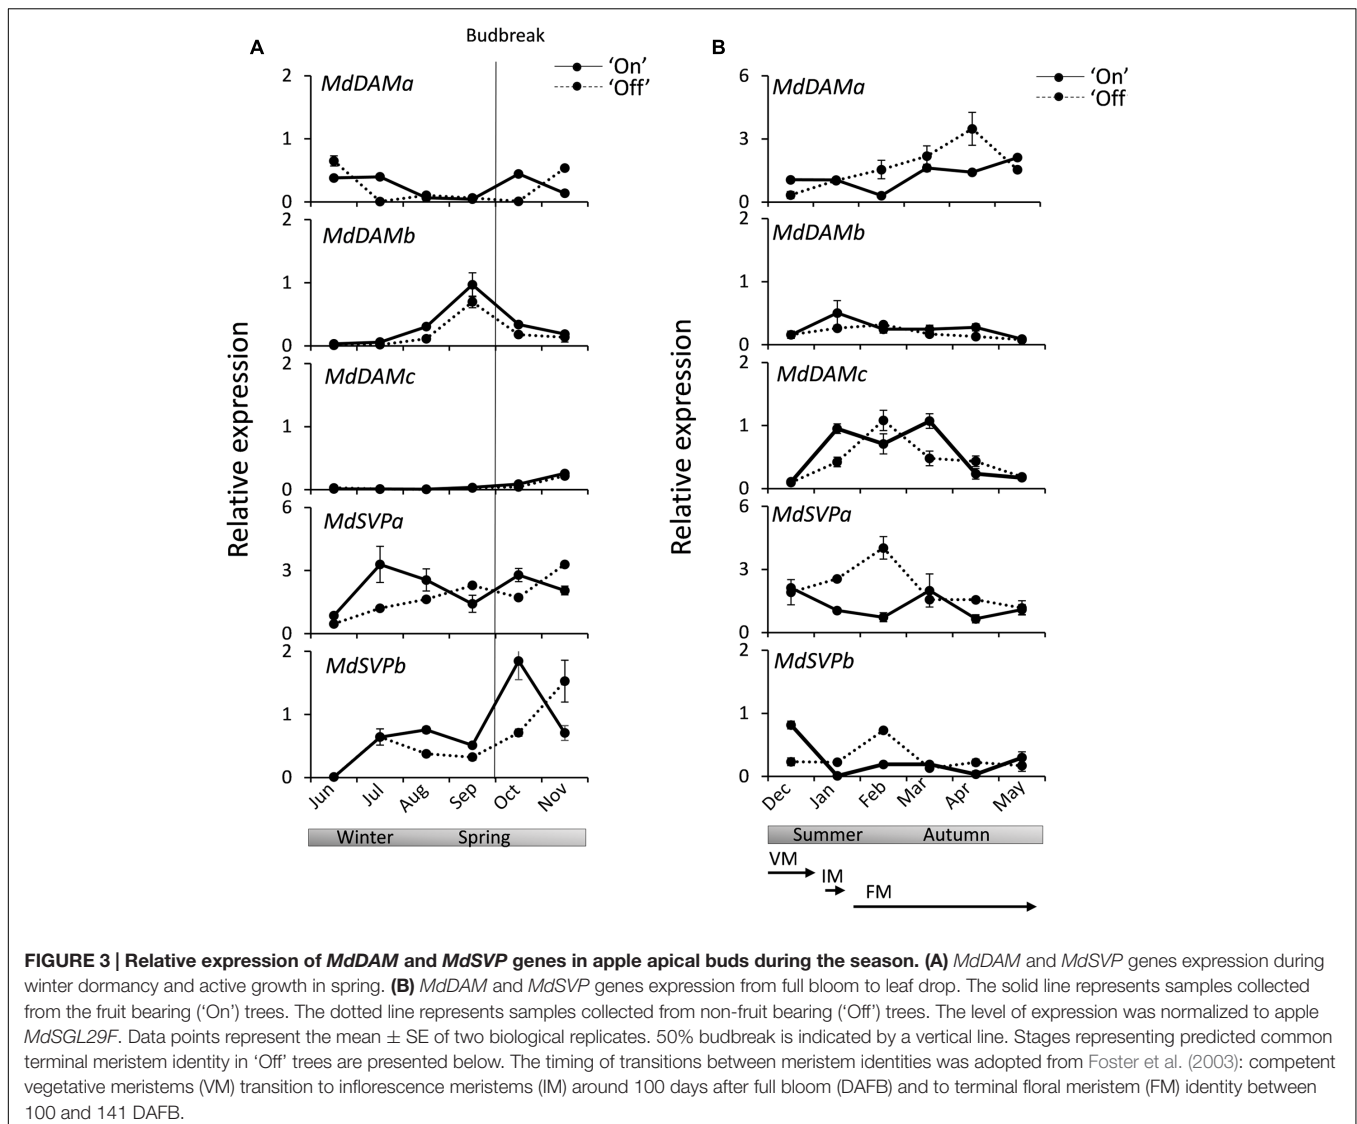 A
Budbreak
'On'
'Off'
MdDAMa
2
1
0
MdDAMb
2
1
0
MdDAMc
2
1
0
MdSVPa
6
3
0
MdSVPb
2
1
0
Relative expression
Jun Jul Aug Sep Oct Nov
Winter Spring
B
'On'
'Off
MdDAMa
6
3
0
MdDAMb
2
1
0
MdDAMc
2
1
0
MdSVPa
6
3
0
MdSVPb
2
1
0
Relative expression
Dec Jan Feb Mar Apr May
Summer Autumn
VM
IM
FM
FIGURE 3 | Relative expression of MdDAM and MdSVP genes in apple apical buds during the season. (A) MdDAM and MdSVP genes expression during
winter dormancy and active growth in spring. (B) MdDAM and MdSVP genes expression from full bloom to leaf drop. The solid line represents samples collected
from the fruit bearing ('On') trees. The dotted line represents samples collected from non-fruit bearing ('Off') trees. The level of expression was normalized to apple
MdSGL29F. Data points represent the mean ± SE of two biological replicates. 50% budbreak is indicated by a vertical line. Stages representing predicted common
terminal meristem identity in 'Off' trees are presented below. The timing of transitions between meristem identities was adopted from Foster et al. (2003): competent
vegetative meristems (VM) transition to inflorescence meristems (IM) around 100 days after full bloom (DAFB) and to terminal floral meristem (FM) identity between
100 and 141 DAFB.